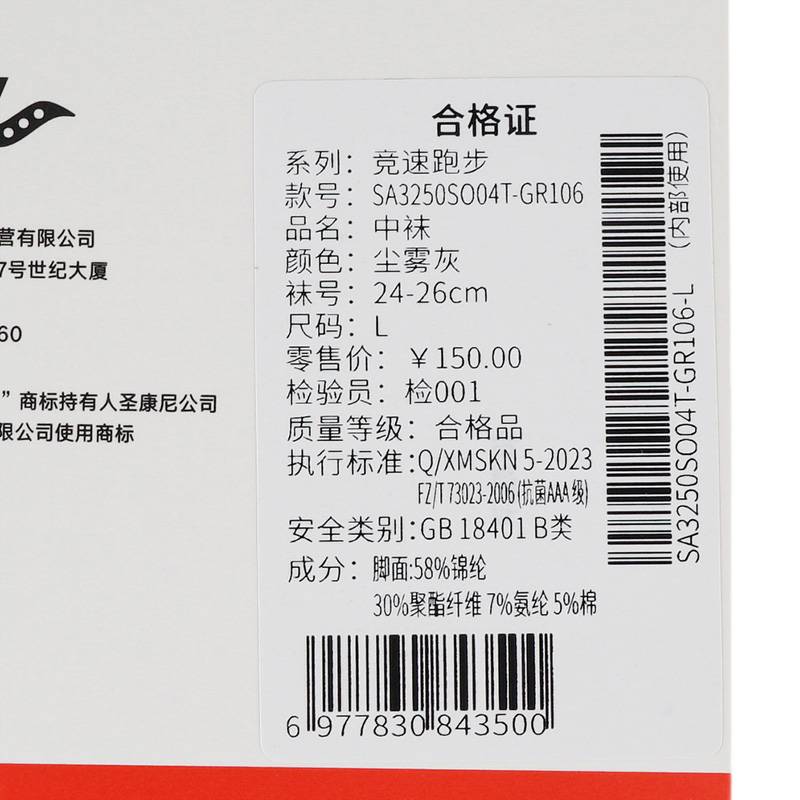 营有限公司
7号世纪大厦
60
” 商标持有人圣康尼公司
限公司使用商标
合格证
系列：竞速跑步
款号：SA3250SO04T-GR106
品名：中袜
颜色：尘雾灰
袜号：24-26cm
尺码：L
零售价：￥150.00
检验员：检001
质量等级：合格品
执行标准:Q/XMSKN 5-2023
FZ/T 73023-2006 (抗菌AAA级)
安全类别:GB 18401 B类
成分：脚面:58%锦纶
30%聚酯纤维 7%氨纶 5%棉
6 977830 843500
SA3250SO04T-GR106-L (内部使用)